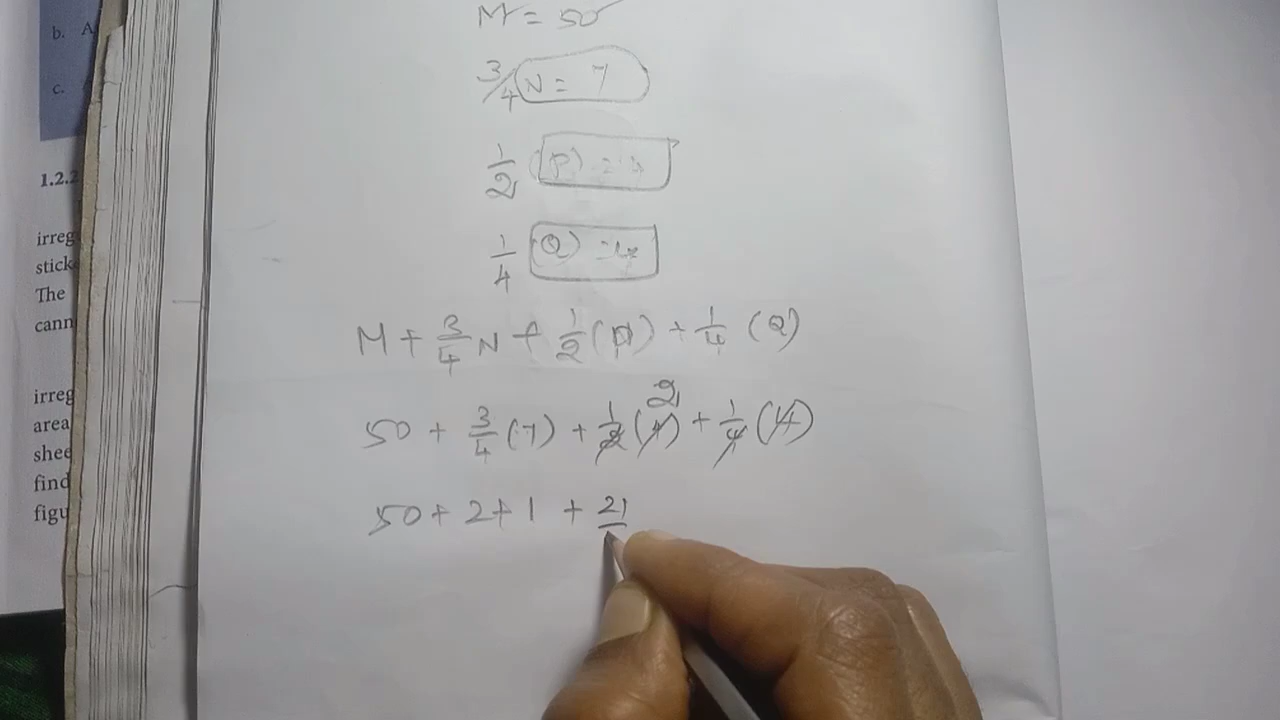 b. A
c.
1.2.2
irreg
stick
The
cann
irreg
area
shee
find
figu
M = 50
3/4 N = 7
1/2 (P) = 4
1/4 (Q) = 4
M + 3/4 N + 1/2 (P) + 1/4 (Q)
50 + 3/4 (7) + 1/2 (4) 2 + 1/4 (4)
50 + 2 + 1 + 21